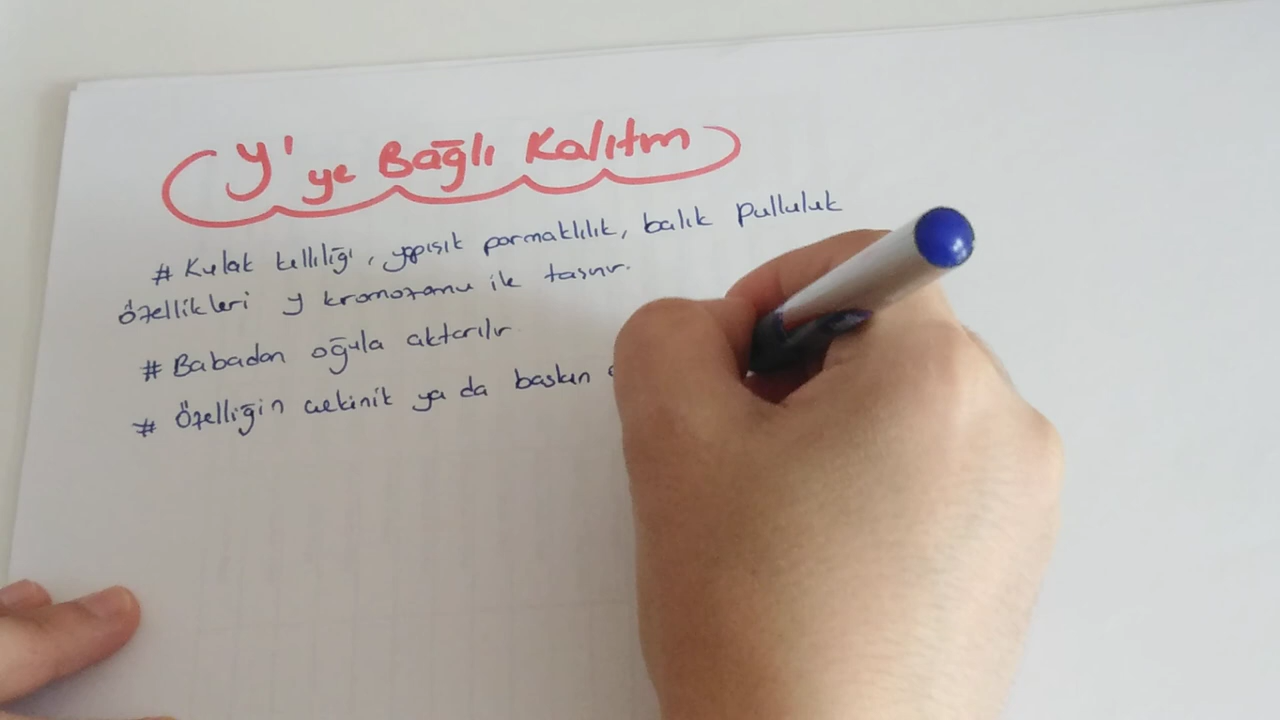 Y'ye Bağlı Kalıtım
# Kulak kıllılığı, yapışık parmaklılık, balık pulluluk
özellikleri y kromozomu ile taşınır.
# Babadan oğula aktarılır
# Özelliğin çekinik ya da baskın